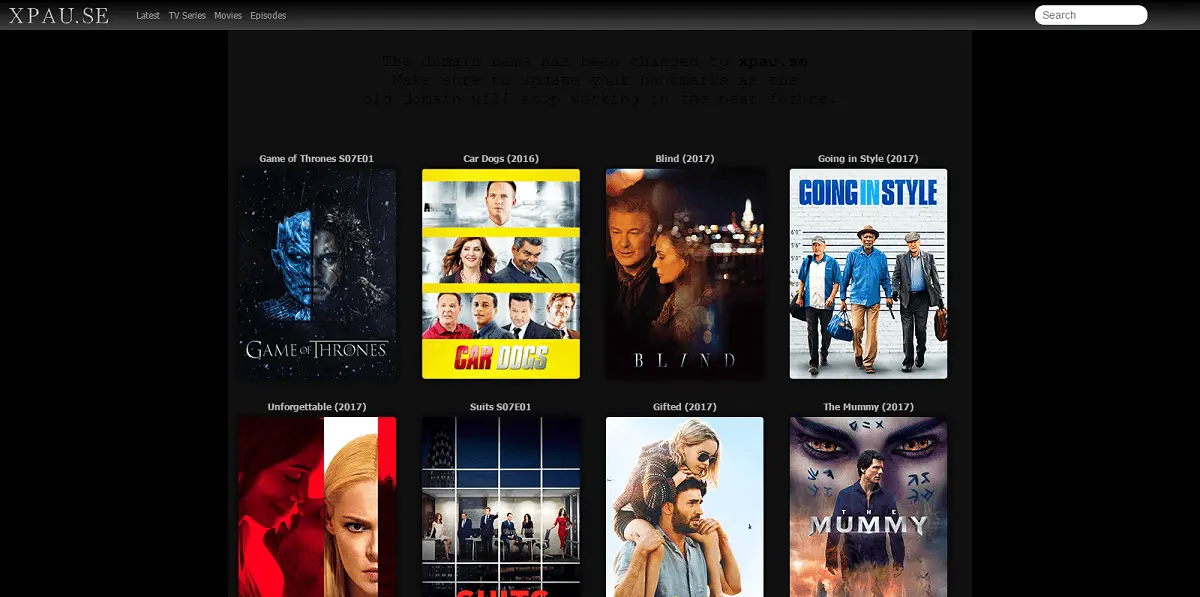 XPAU.SE
Latest TV Series Movies Episodes
Search
The domain name has been changed to xpau.se
Make sure to update your bookmarks as the
old domain will stop working in the near future.
Game of Thrones S07E01
Car Dogs (2016)
Blind (2017)
Going in Style (2017)
GAME OF THRONES
CAR DOGS
BLIND
GOING IN STYLE
Unforgettable (2017)
Suits S07E01
Gifted (2017)
The Mummy (2017)
SUITS
THE
MUMMY